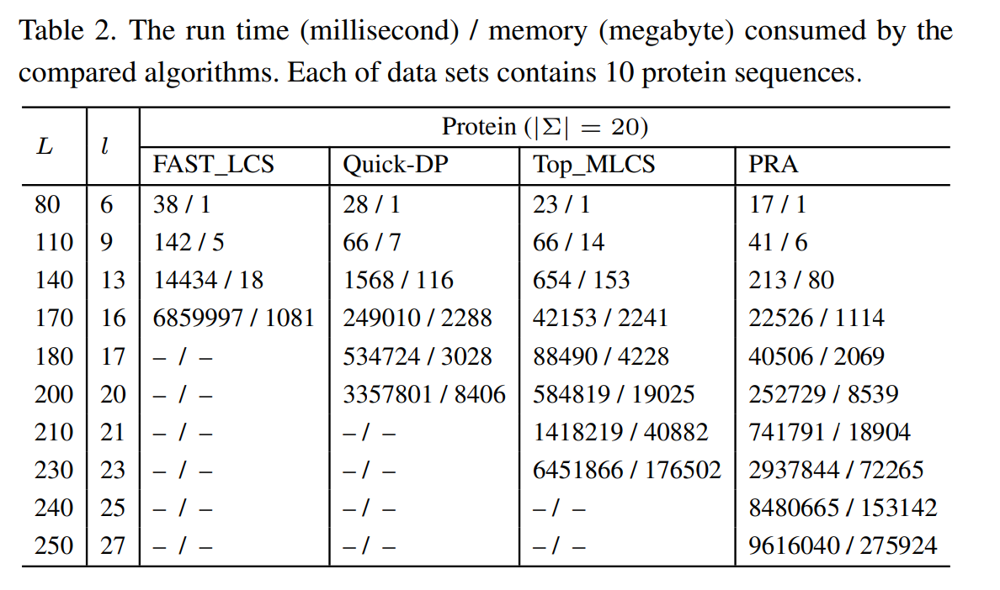 Table 2. The run time (millisecond) / memory (megabyte) consumed by the
compared algorithms. Each of data sets contains 10 protein sequences.
L l Protein (|Σ| = 20)
FAST_LCS Quick-DP Top_MLCS PRA
80 6 38 / 1 28 / 1 23 / 1 17 / 1
110 9 142 / 5 66 / 7 66 / 14 41 / 6
140 13 14434 / 18 1568 / 116 654 / 153 213 / 80
170 16 6859997 / 1081 249010 / 2288 42153 / 2241 22526 / 1114
180 17 – / – 534724 / 3028 88490 / 4228 40506 / 2069
200 20 – / – 3357801 / 8406 584819 / 19025 252729 / 8539
210 21 – / – – / – 1418219 / 40882 741791 / 18904
230 23 – / – – / – 6451866 / 176502 2937844 / 72265
240 25 – / – – / – – / – 8480665 / 153142
250 27 – / – – / – – / – 9616040 / 275924